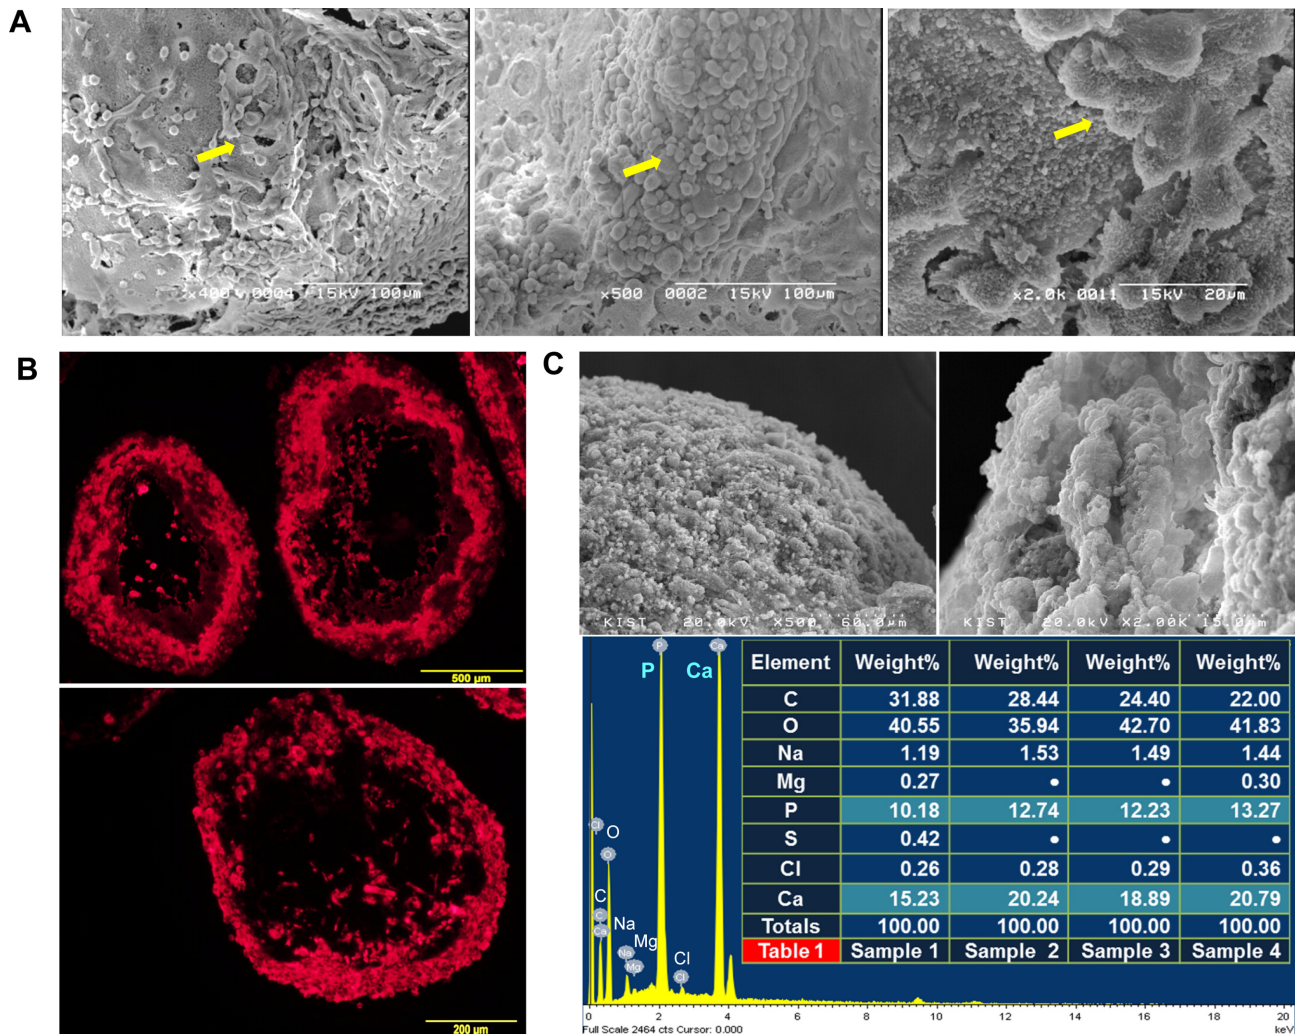 A
x400 0004 15kV 100µm
x500 0002 15kV 100µm
x2.0k 0011 15kV 20µm
B
500 µm
200 µm
C
KIST 20.0kV X500 60.0µm
KIST 20.0kV X2.00K 15.0µm
P
Ca
P
Ca
Cl
O
O
C
C
Ca
Na
Na
Mg
Mg
Cl
Cl
Element Weight% Weight% Weight% Weight%
C 31.88 28.44 24.40 22.00
O 40.55 35.94 42.70 41.83
Na 1.19 1.53 1.49 1.44
Mg 0.27 • • 0.30
P 10.18 12.74 12.23 13.27
S 0.42 • • •
Cl 0.26 0.28 0.29 0.36
Ca 15.23 20.24 18.89 20.79
Totals 100.00 100.00 100.00 100.00
Table 1 Sample 1 Sample 2 Sample 3 Sample 4
0 2 4 6 8 10 12 14 16 18 20
Full Scale 2464 cts Cursor: 0.000 keV